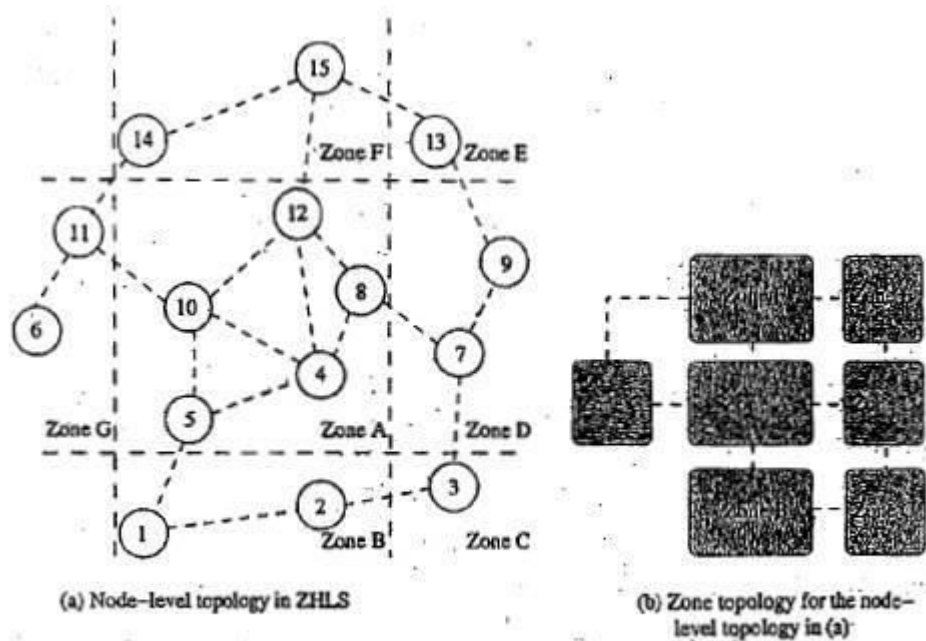 15
14
13
Zone F
Zone E
12
11
9
8
10
6
7
4
5
Zone G
Zone A
Zone D
3
2
1
Zone B
Zone C
(a) Node-level topology in ZHLS
(b) Zone topology for the node-
level topology in (a)